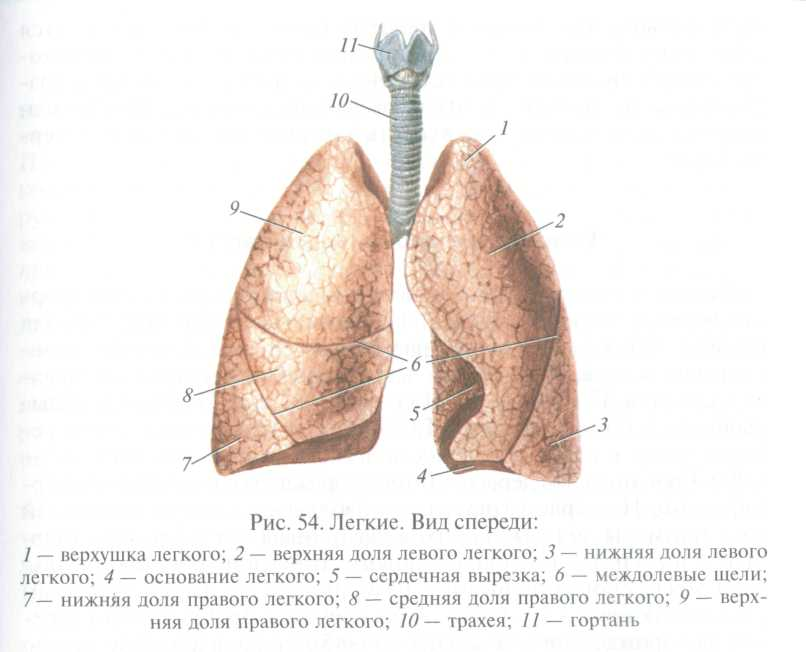 11
10
1
9
2
6
8
5
3
7
4
Рис. 54. Легкие. Вид спереди:
1 — верхушка легкого; 2 — верхняя доля левого легкого; 3 — нижняя доля левого
легкого; 4 — основание легкого; 5 — сердечная вырезка; 6 — междолевые щели;
7 — нижняя доля правого легкого; 8 — средняя доля правого легкого; 9 — верх-
няя доля правого легкого; 10 — трахея; 11 — гортань